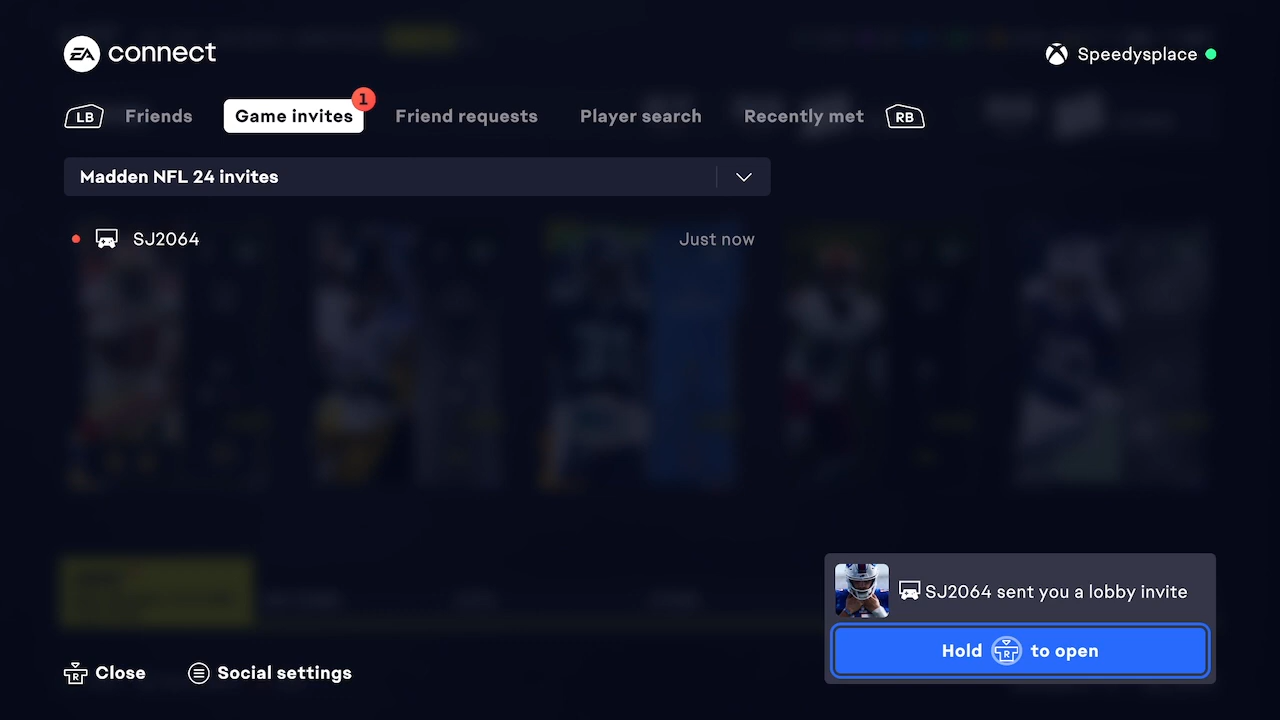 EA connect
Speedysplace
LB Friends Game invites 1 Friend requests Player search Recently met RB
Madden NFL 24 invites
SJ2064 Just now
SJ2064 sent you a lobby invite
Hold R to open
R Close Social settings